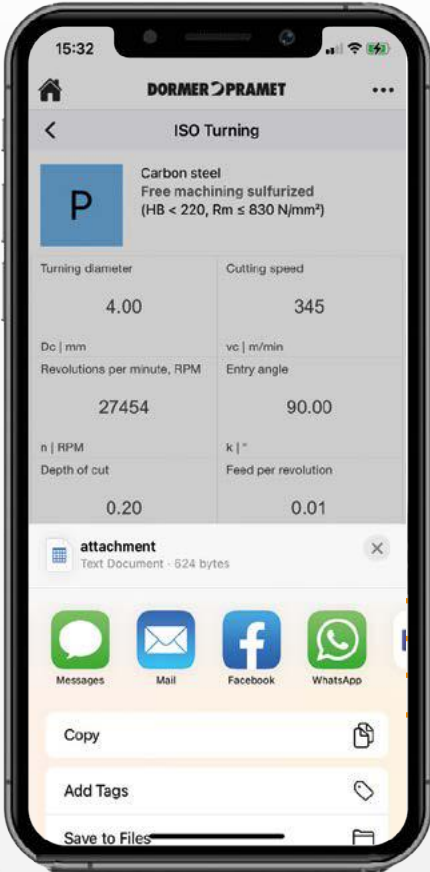 15:32
DORMER PRAMET
ISO Turning
P
Carbon steel
Free machining sulfurized
(HB < 220, Rm ≤ 830 N/mm²)
Turning diameter
Cutting speed
4.00
345
Dc | mm
vc | m/min
Revolutions per minute, RPM
Entry angle
27454
90.00
n | RPM
k | °
Depth of cut
Feed per revolution
0.20
0.01
attachment
Text Document · 624 bytes
Messages
Mail
Facebook
WhatsApp
Copy
Add Tags
Save to Files